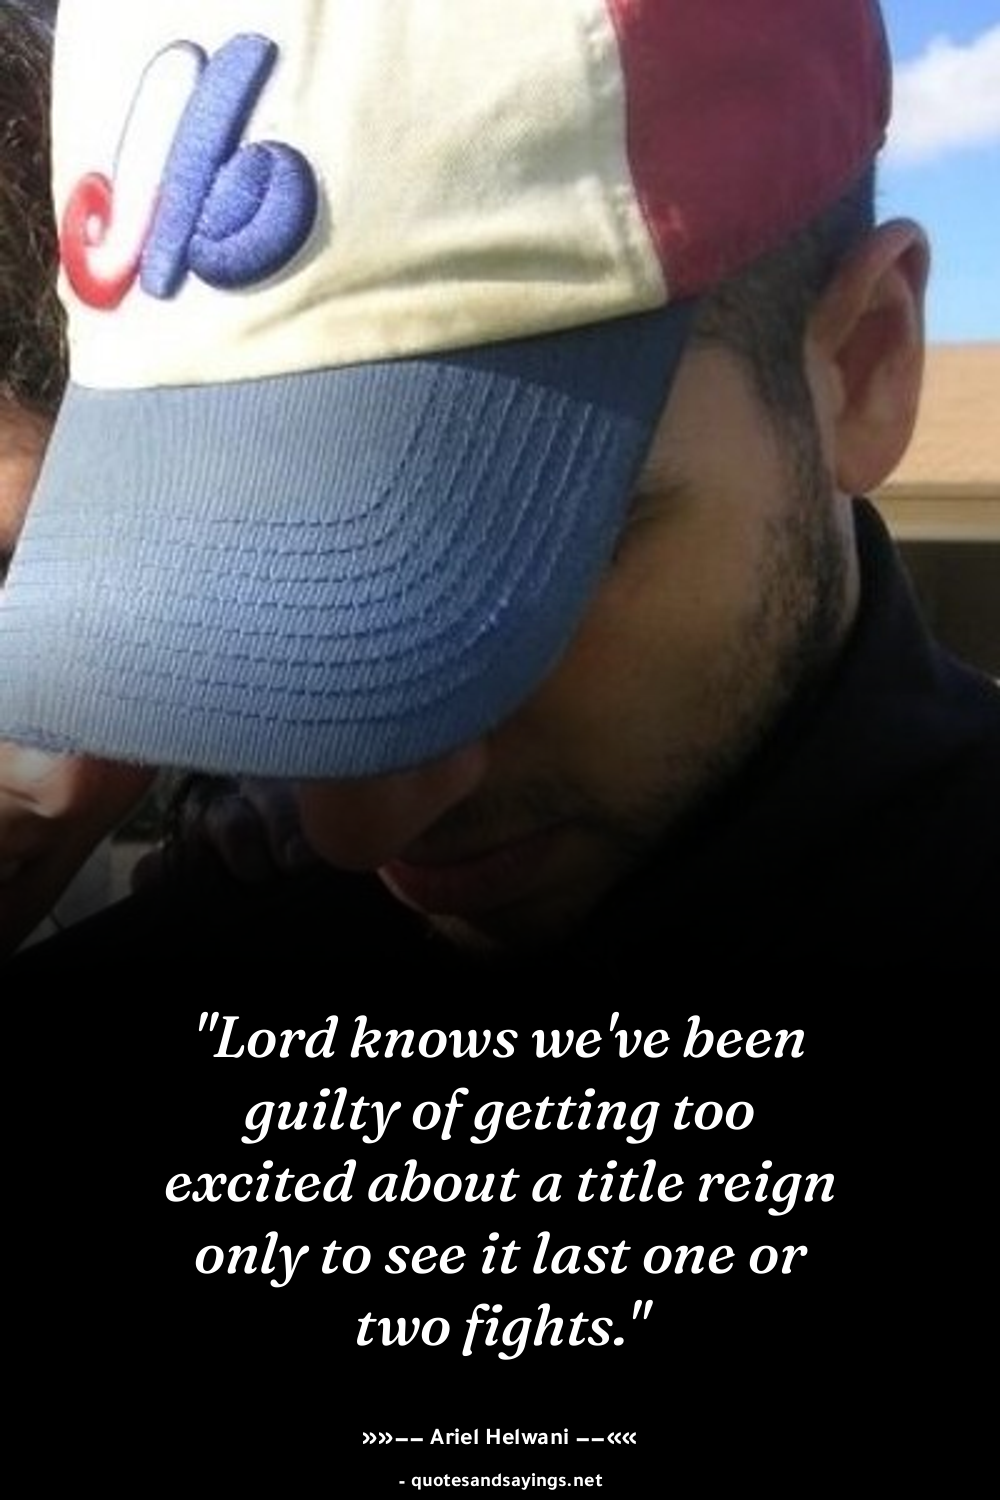 "Lord knows we've been
guilty of getting too
excited about a title reign
only to see it last one or
two fights."
»»–– Ariel Helwani ––««
- quotesandsayings.net